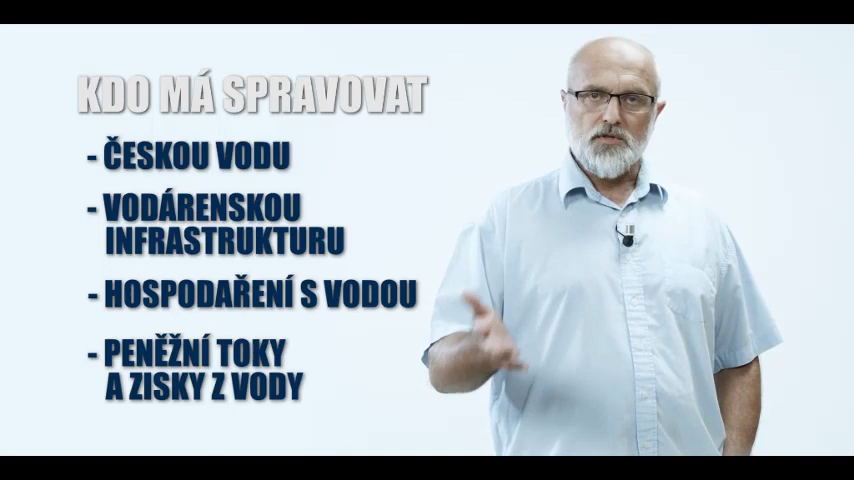 KDO MÁ SPRAVOVAT
- ČESKOU VODU
- VODÁRENSKOU
INFRASTRUKTURU
- HOSPODAŘENÍ S VODOU
- PENĚŽNÍ TOKY
A ZISKY Z VODY